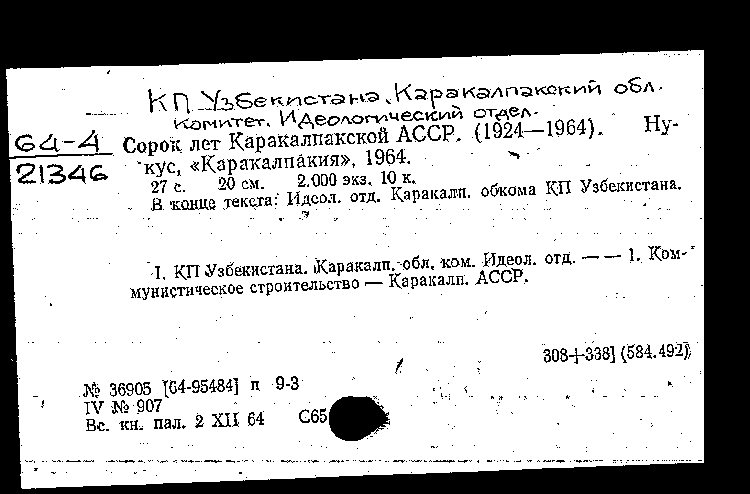 КП Узбекистана. Каракалпакский обл.
комитет. Идеологический отдел.
64-4
21346
Сорок лет Каракалпакской АССР. (1924—1964). Ну-
кус, «Каракалпакия», 1964.
27 с. 20 см. 2.000 экз. 10 к.
В конце текста: Идеол. отд. Каракалп. обкома КП Узбекистана.
I. КП Узбекистана. Каракалп. обл. ком. Идеол. отд. — — 1. Ком-
мунистическое строительство — Каракалп. АССР.
308+338] (584.492)
№ 36905 [64-95484] п 9-3
IV № 907
Вс. кн. пал. 2 XII 64 С65